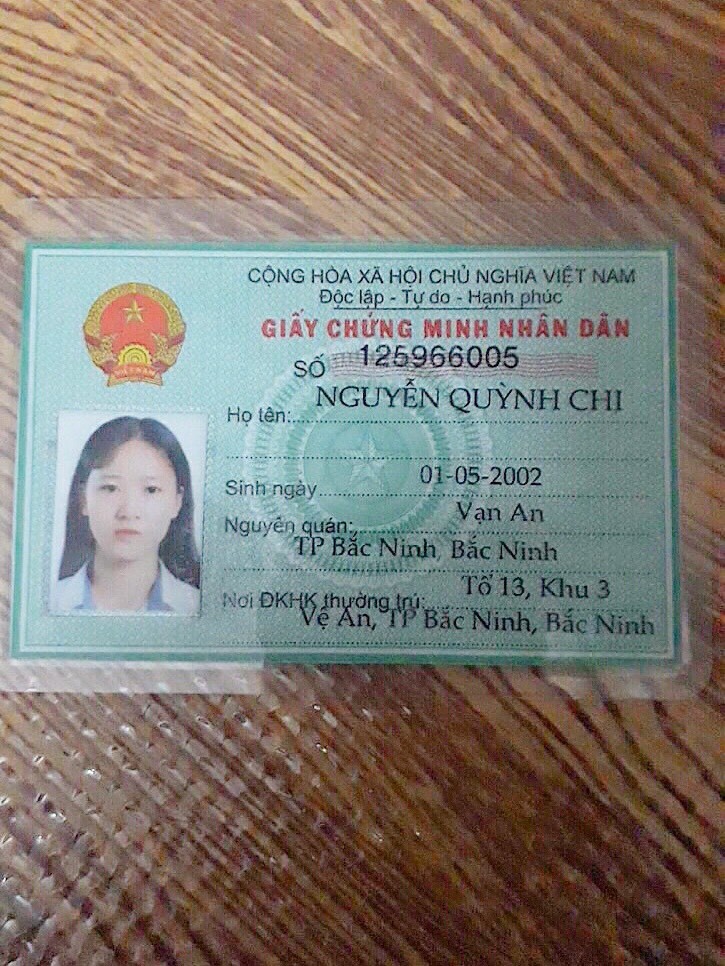 CỘNG HÒA XÃ HỘI CHỦ NGHĨA VIỆT NAM
Độc lập - Tự do - Hạnh phúc
GIẤY CHỨNG MINH NHÂN DÂN
SỐ 125966005
Họ tên: NGUYỄN QUỲNH CHI
Sinh ngày 01-05-2002
Nguyên quán: Vạn An
TP Bắc Ninh, Bắc Ninh
Nơi ĐKHK thường trú: Tổ 13, Khu 3
Vệ An, TP Bắc Ninh, Bắc Ninh
VIỆT NAM